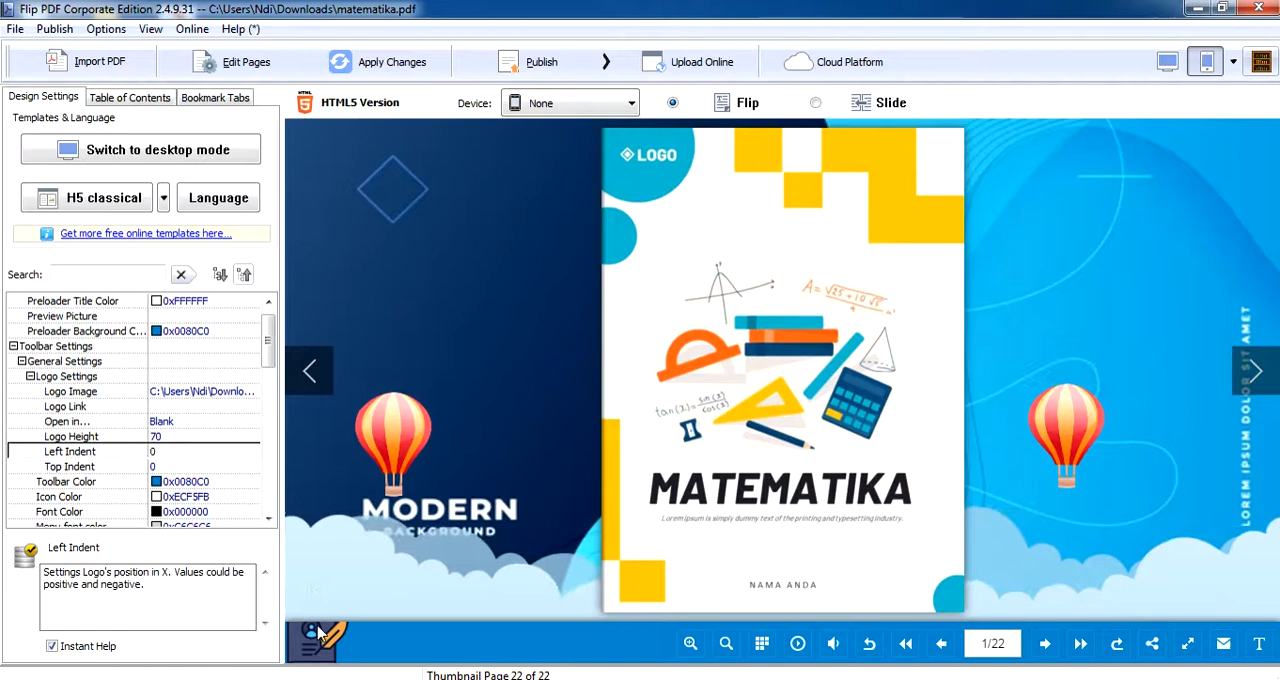 Flip PDF Corporate Edition 2.4.9.31 -- C:\Users\Ndi\Downloads\matematika.pdf
File Publish Options View Online Help (*)
Import PDF Edit Pages Apply Changes Publish Upload Online Cloud Platform
Design Settings Table of Contents Bookmark Tabs
HTML HTML5 Version Device: None Flip Slide
Templates & Language
Switch to desktop mode
H5 classical Language
Get more free online templates here...
Search:
Preloader Title Color 0xFFFFFF
Preview Picture
Preloader Background C... 0x0080C0
Toolbar Settings
General Settings
Logo Settings
Logo Image C:\Users\Ndi\Downlo...
Logo Link
Open in... Blank
Logo Height 70
Left Indent 0
Top Indent 0
Toolbar Color 0x0080C0
Icon Color 0xECF5FB
Font Color 0x000000
Left Indent
Settings Logo's position in X. Values could be
positive and negative.
Instant Help
LOGO
tan(x)= sin(x)/cos(x)
MATEMATIKA
Lorem Ipsum is simply dummy text of the printing and typesetting industry.
NAMA ANDA
MODERN
BACKGROUND
LOREM IPSUM DOLOR SIT AMET
1/22
T
Thumbnail Page 22 of 22